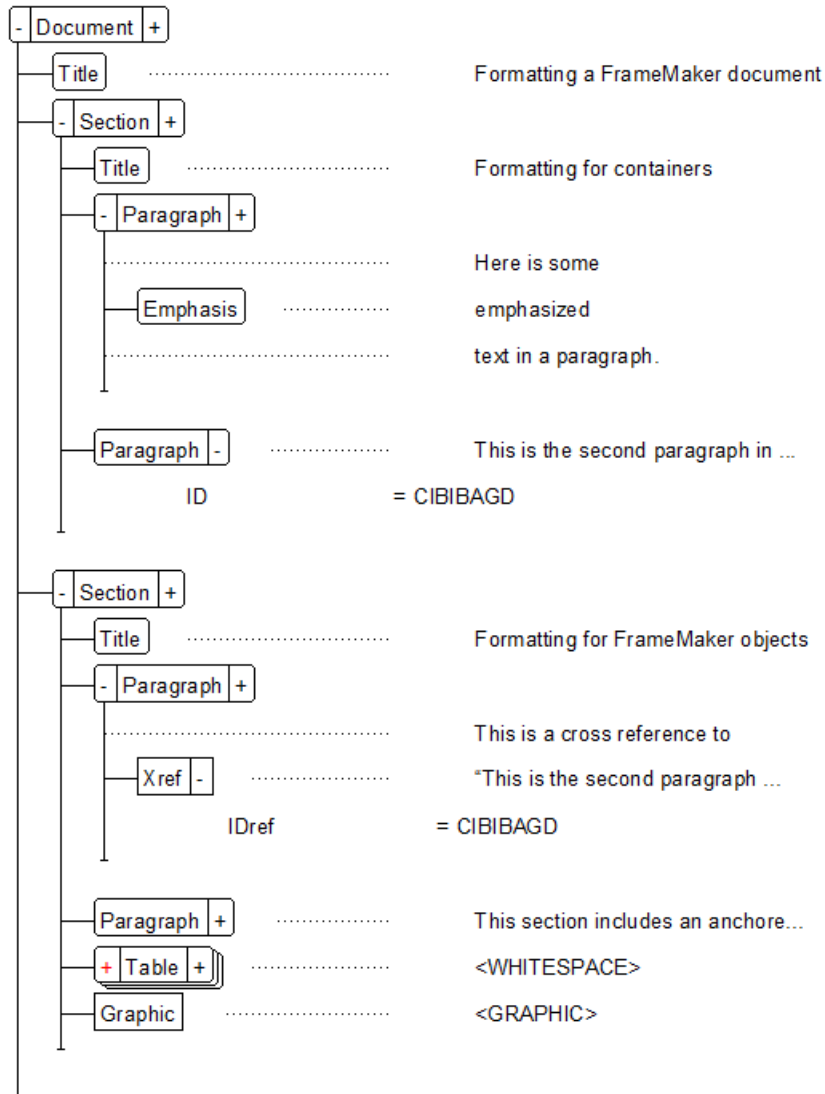 - Document +
Title Formatting a FrameMaker document
- Section +
Title Formatting for containers
- Paragraph +
Here is some
Emphasis emphasized
text in a paragraph.
Paragraph - This is the second paragraph in ...
ID = CIBIBAGD
- Section +
Title Formatting for FrameMaker objects
- Paragraph +
This is a cross reference to
Xref - “This is the second paragraph ...
IDref = CIBIBAGD
Paragraph + This section includes an anchore...
+ Table + <WHITESPACE>
Graphic <GRAPHIC>